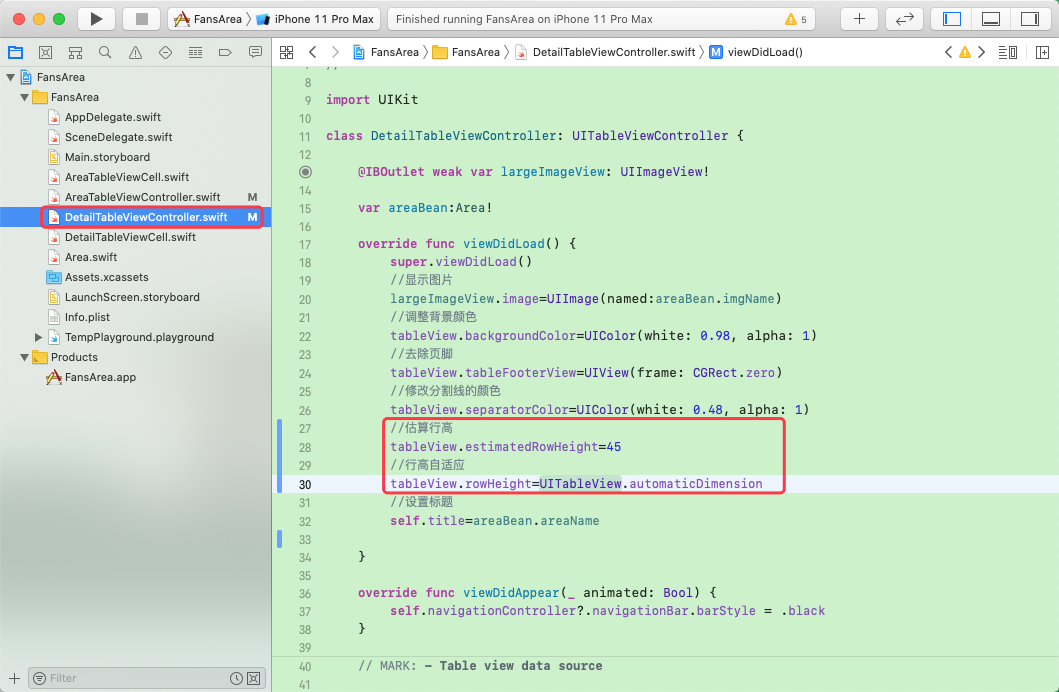 FansArea
iPhone 11 Pro Max
Finished running FansArea on iPhone 11 Pro Max
5
FansArea
FansArea
DetailTableViewController.swift
M
viewDidLoad()
FansArea
FansArea
AppDelegate.swift
SceneDelegate.swift
Main.storyboard
AreaTableViewCell.swift
AreaTableViewController.swift M
DetailTableViewController.swift M
DetailTableViewCell.swift
Area.swift
Assets.xcassets
LaunchScreen.storyboard
Info.plist
TempPlayground.playground
Products
FansArea.app
Filter
8
9 import UIKit
10
11 class DetailTableViewController: UITableViewController {
12
@IBOutlet weak var largeImageView: UIImageView!
14
15 var areaBean:Area!
16
17 override func viewDidLoad() {
18 super.viewDidLoad()
19 //显示图片
20 largeImageView.image=UIImage(named:areaBean.imgName)
21 //调整背景颜色
22 tableView.backgroundColor=UIColor(white: 0.98, alpha: 1)
23 //去除页脚
24 tableView.tableFooterView=UIView(frame: CGRect.zero)
25 //修改分割线的颜色
26 tableView.separatorColor=UIColor(white: 0.48, alpha: 1)
27 //估算行高
28 tableView.estimatedRowHeight=45
29 //行高自适应
30 tableView.rowHeight=UITableView.automaticDimension
31 //设置标题
32 self.title=areaBean.areaName
33
34 }
35
36 override func viewDidAppear(_ animated: Bool) {
37 self.navigationController?.navigationBar.barStyle = .black
38 }
39
40 // MARK: - Table view data source
41